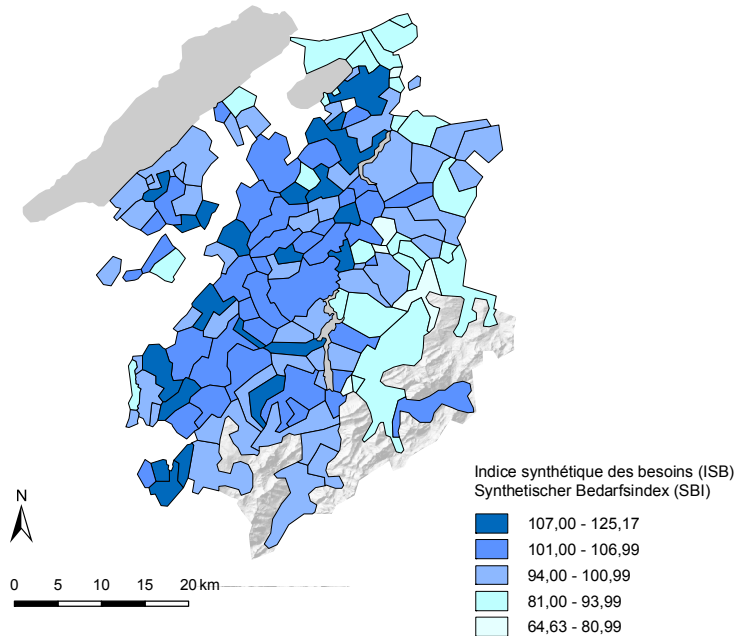 Indice synthétique des besoins (ISB)
Synthetischer Bedarfsindex (SBI)
107,00 - 125,17
101,00 - 106,99
94,00 - 100,99
81,00 - 93,99
64,63 - 80,99
N
0 5 10 15 20 km